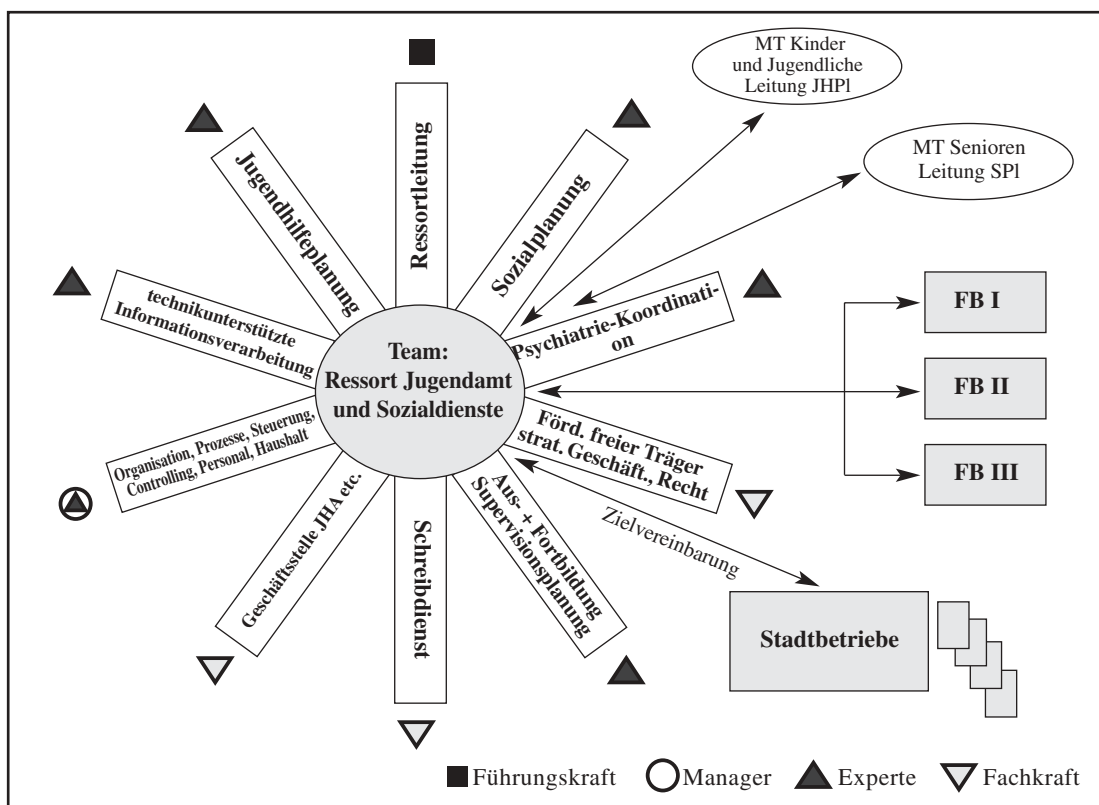 MT Kinder
und Jugendliche
Leitung JHPl
MT Senioren
Leitung SPl
Ressortleitung
Sozialplanung
Psychiatrie-Koordinati-
on
Förd. freier Träger
strat. Geschäft., Recht
Aus- + Fortbildung
Supervisionsplanung
Schreibdienst
Geschäftsstelle JHA etc.
Organisation, Prozesse, Steuerung,
Controlling, Personal, Haushalt
technikunterstützte
Informationsverarbeitung
Jugendhilfeplanung
Team:
Ressort Jugendamt
und Sozialdienste
FB I
FB II
FB III
Zielvereinbarung
Stadtbetriebe
Führungskraft
Manager
Experte
Fachkraft